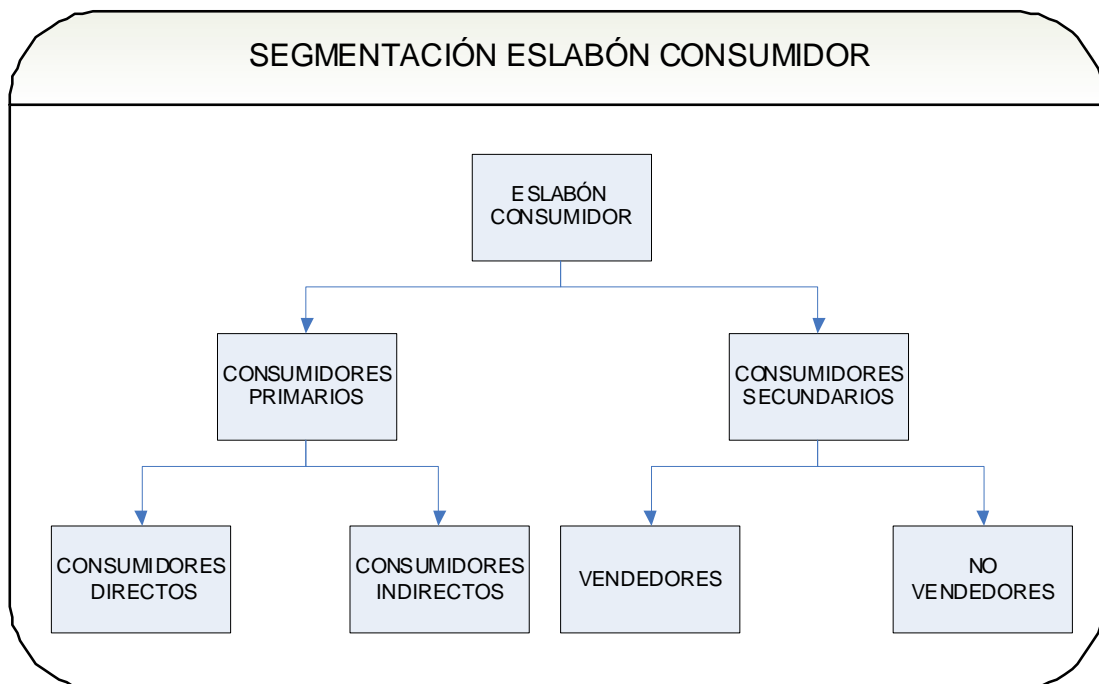 SEGMENTACIÓN ESLABÓN CONSUMIDOR
ESLABÓN
CONSUMIDOR
CONSUMIDORES
PRIMARIOS
CONSUMIDORES
SECUNDARIOS
CONSUMIDORES
DIRECTOS
CONSUMIDORES
INDIRECTOS
VENDEDORES
NO
VENDEDORES